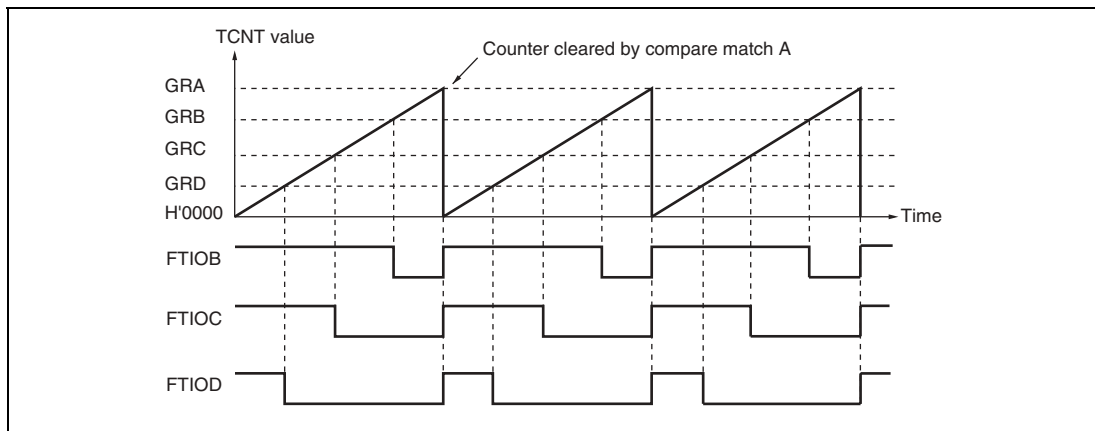 TCNT value
Counter cleared by compare match A
GRA
GRB
GRC
GRD
H'0000
Time
FTIOB
FTIOC
FTIOD